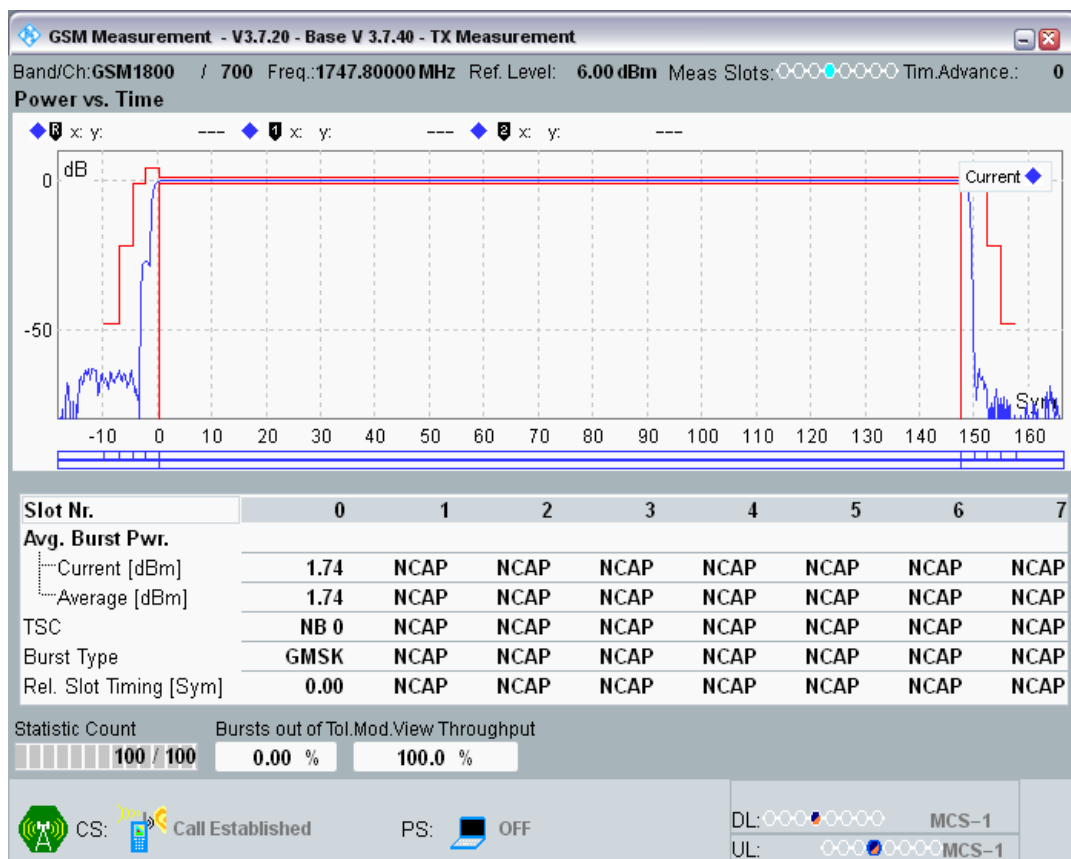 GSM Measurement - V3.7.20 - Base V 3.7.40 - TX Measurement
Band/Ch:GSM1800 / 700 Freq.:1747.80000 MHz Ref. Level: 6.00 dBm Meas Slots: Tim.Advance.: 0
Power vs. Time
R x: y: --- 1 x: y: --- 2 x: y: ---
dB
Current
0
-50
Sym
-10 0 10 20 30 40 50 60 70 80 90 100 110 120 130 140 150 160
Slot Nr. 0 1 2 3 4 5 6 7
Avg. Burst Pwr.
Current [dBm] 1.74 NCAP NCAP NCAP NCAP NCAP NCAP NCAP
Average [dBm] 1.74 NCAP NCAP NCAP NCAP NCAP NCAP NCAP
TSC NB 0 NCAP NCAP NCAP NCAP NCAP NCAP NCAP
Burst Type GMSK NCAP NCAP NCAP NCAP NCAP NCAP NCAP
Rel. Slot Timing [Sym] 0.00 NCAP NCAP NCAP NCAP NCAP NCAP NCAP
Statistic Count Bursts out of Tol.Mod.View Throughput
100 / 100 0.00 % 100.0 %
CS: Call Established PS: OFF
DL: MCS-1
UL: MCS-1